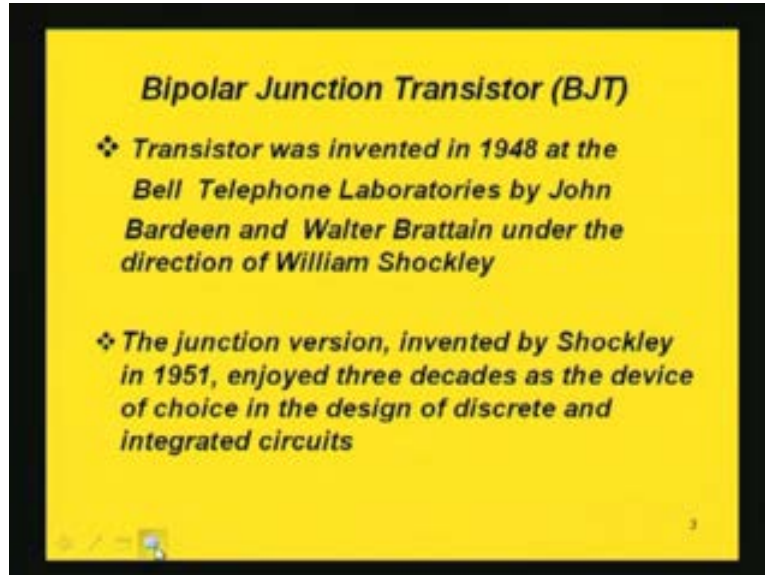 Bipolar Junction Transistor (BJT)
❖ Transistor was invented in 1948 at the
Bell Telephone Laboratories by John
Bardeen and Walter Brattain under the
direction of William Shockley
❖ The junction version, invented by Shockley
in 1951, enjoyed three decades as the device
of choice in the design of discrete and
integrated circuits
3